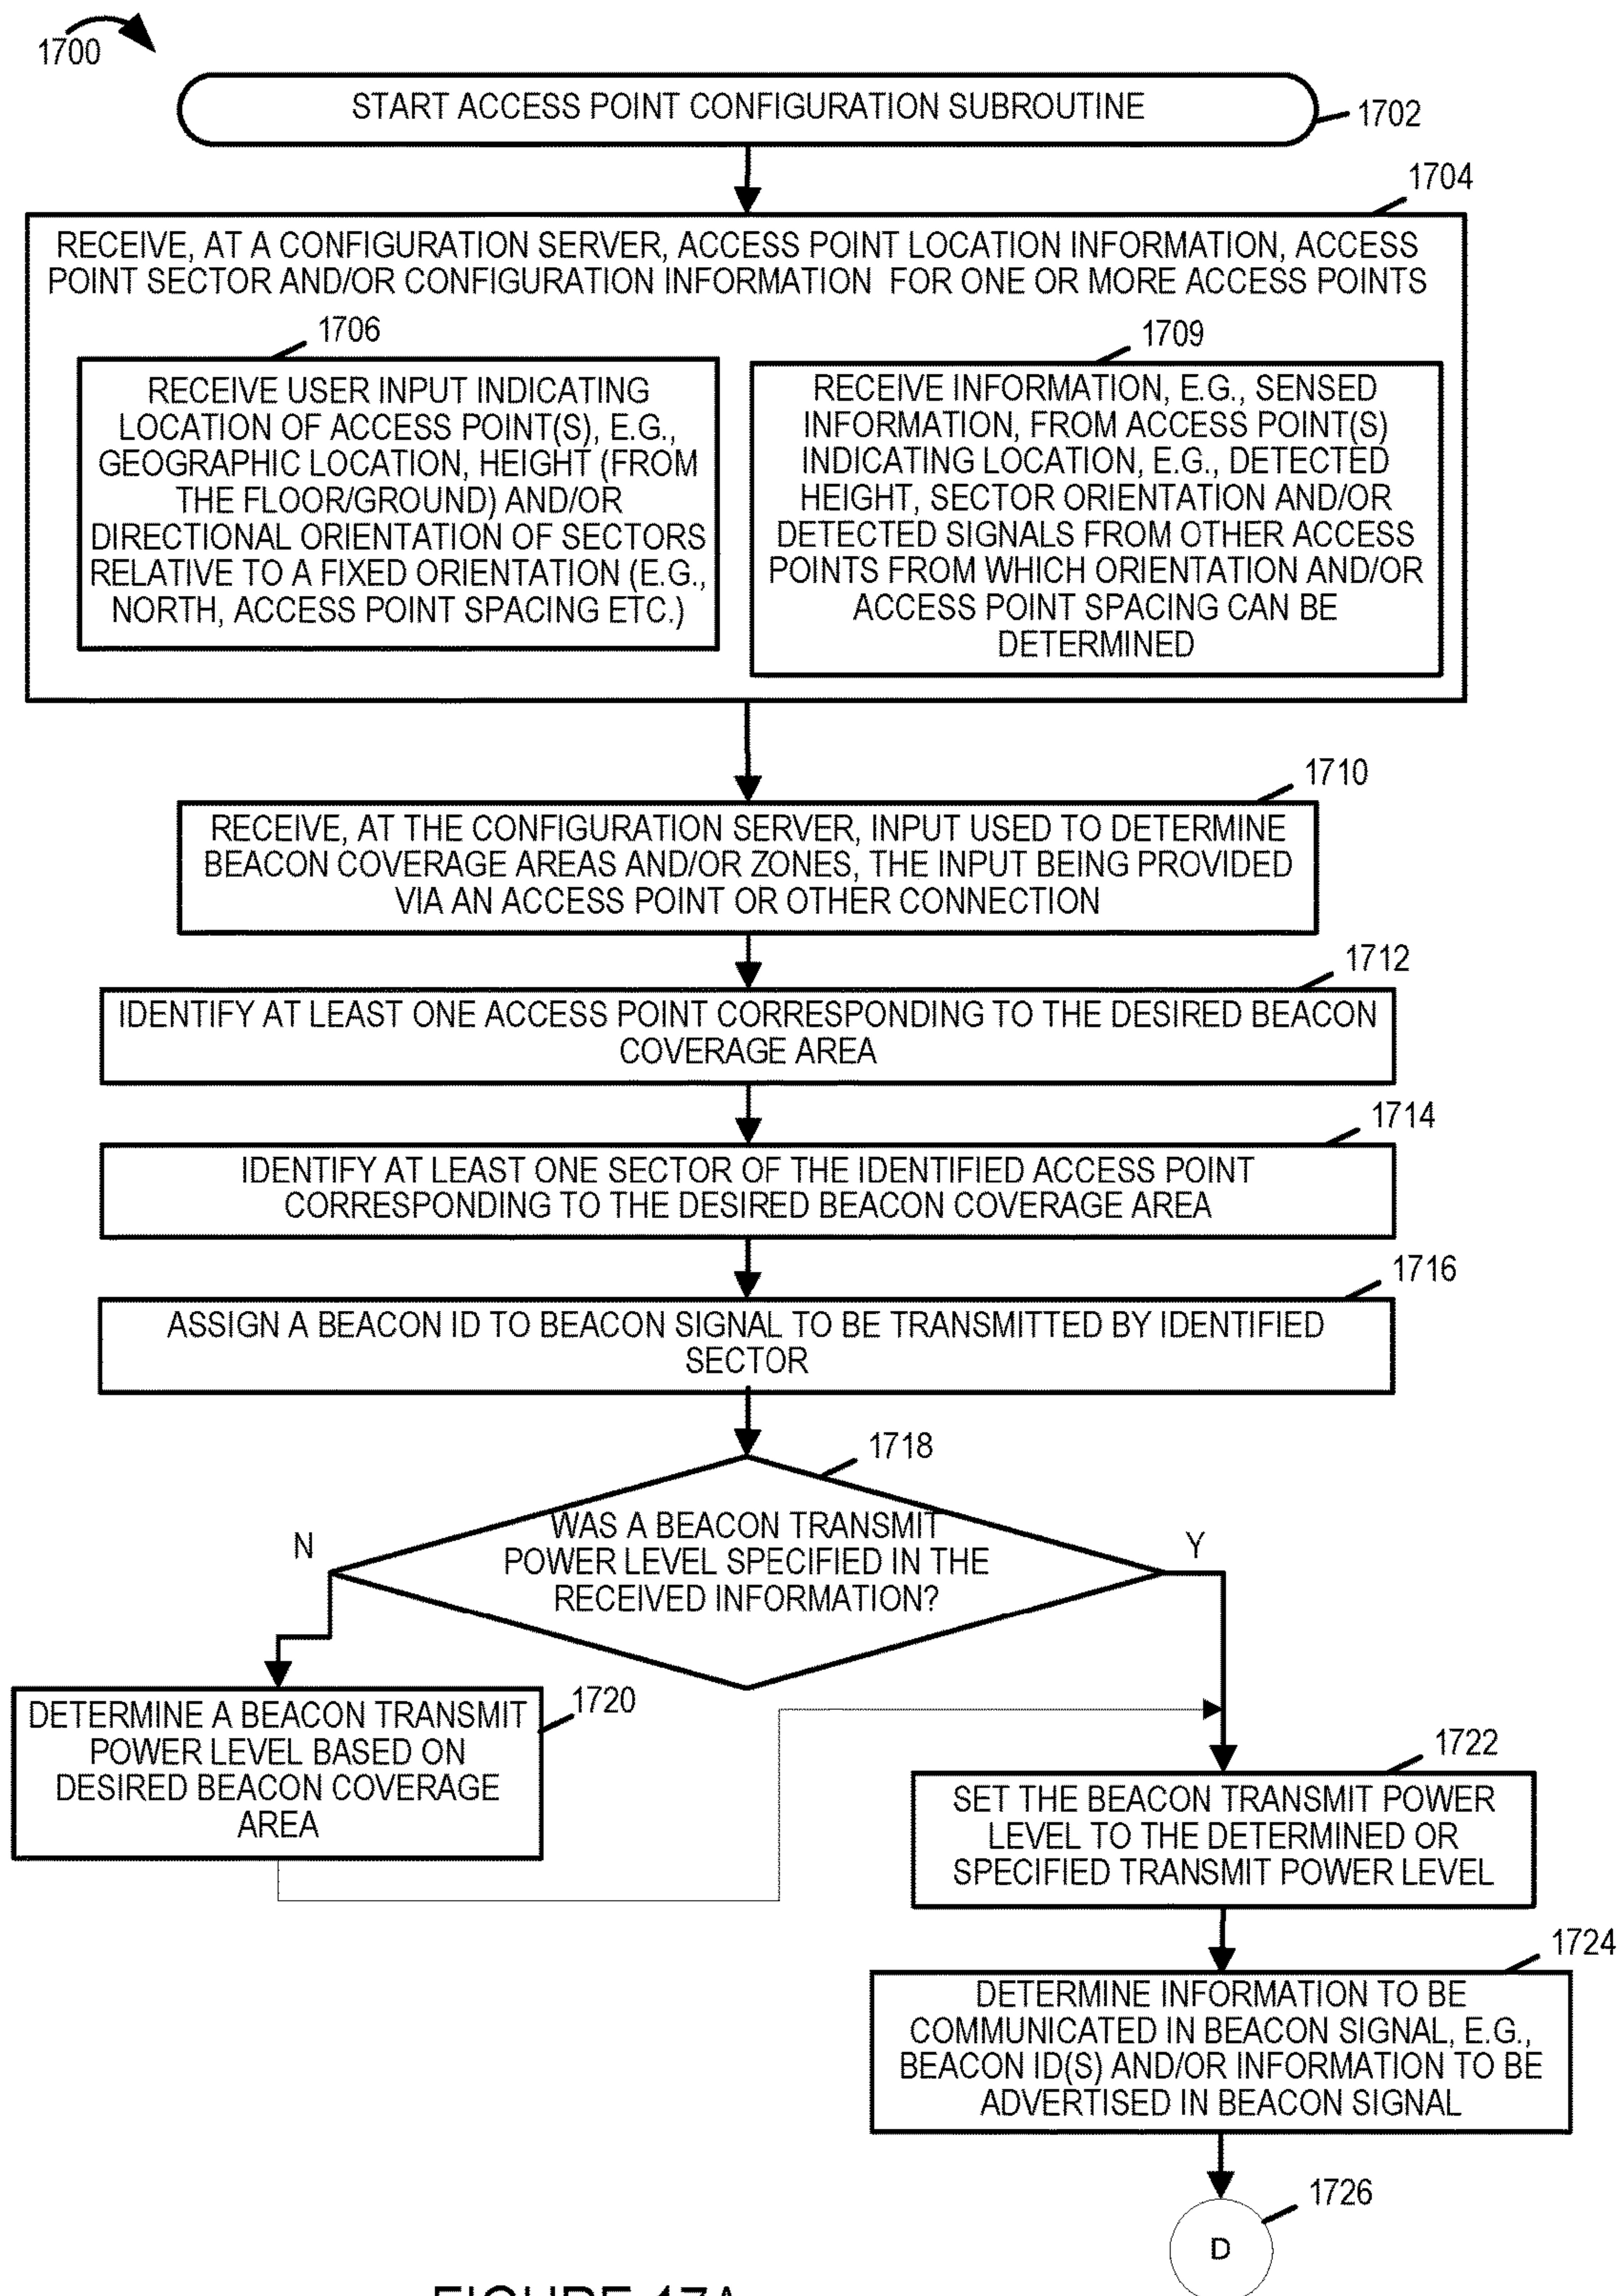 1700
START ACCESS POINT CONFIGURATION SUBROUTINE
1702
1704
RECEIVE, AT A CONFIGURATION SERVER, ACCESS POINT LOCATION INFORMATION, ACCESS
POINT SECTOR AND/OR CONFIGURATION INFORMATION FOR ONE OR MORE ACCESS POINTS
1706
RECEIVE USER INPUT INDICATING
LOCATION OF ACCESS POINT(S), E.G.,
GEOGRAPHIC LOCATION, HEIGHT (FROM
THE FLOOR/GROUND) AND/OR
DIRECTIONAL ORIENTATION OF SECTORS
RELATIVE TO A FIXED ORIENTATION (E.G.,
NORTH, ACCESS POINT SPACING ETC.)
1709
RECEIVE INFORMATION, E.G., SENSED
INFORMATION, FROM ACCESS POINT(S)
INDICATING LOCATION, E.G., DETECTED
HEIGHT, SECTOR ORIENTATION AND/OR
DETECTED SIGNALS FROM OTHER ACCESS
POINTS FROM WHICH ORIENTATION AND/OR
ACCESS POINT SPACING CAN BE
DETERMINED
1710
RECEIVE, AT THE CONFIGURATION SERVER, INPUT USED TO DETERMINE
BEACON COVERAGE AREAS AND/OR ZONES, THE INPUT BEING PROVIDED
VIA AN ACCESS POINT OR OTHER CONNECTION
1712
IDENTIFY AT LEAST ONE ACCESS POINT CORRESPONDING TO THE DESIRED BEACON
COVERAGE AREA
1714
IDENTIFY AT LEAST ONE SECTOR OF THE IDENTIFIED ACCESS POINT
CORRESPONDING TO THE DESIRED BEACON COVERAGE AREA
1716
ASSIGN A BEACON ID TO BEACON SIGNAL TO BE TRANSMITTED BY IDENTIFIED
SECTOR
1718
WAS A BEACON TRANSMIT
POWER LEVEL SPECIFIED IN THE
RECEIVED INFORMATION?
N
Y
1720
DETERMINE A BEACON TRANSMIT
POWER LEVEL BASED ON
DESIRED BEACON COVERAGE
AREA
1722
SET THE BEACON TRANSMIT POWER
LEVEL TO THE DETERMINED OR
SPECIFIED TRANSMIT POWER LEVEL
1724
DETERMINE INFORMATION TO BE
COMMUNICATED IN BEACON SIGNAL, E.G.,
BEACON ID(S) AND/OR INFORMATION TO BE
ADVERTISED IN BEACON SIGNAL
1726
D
FIGURE 17A